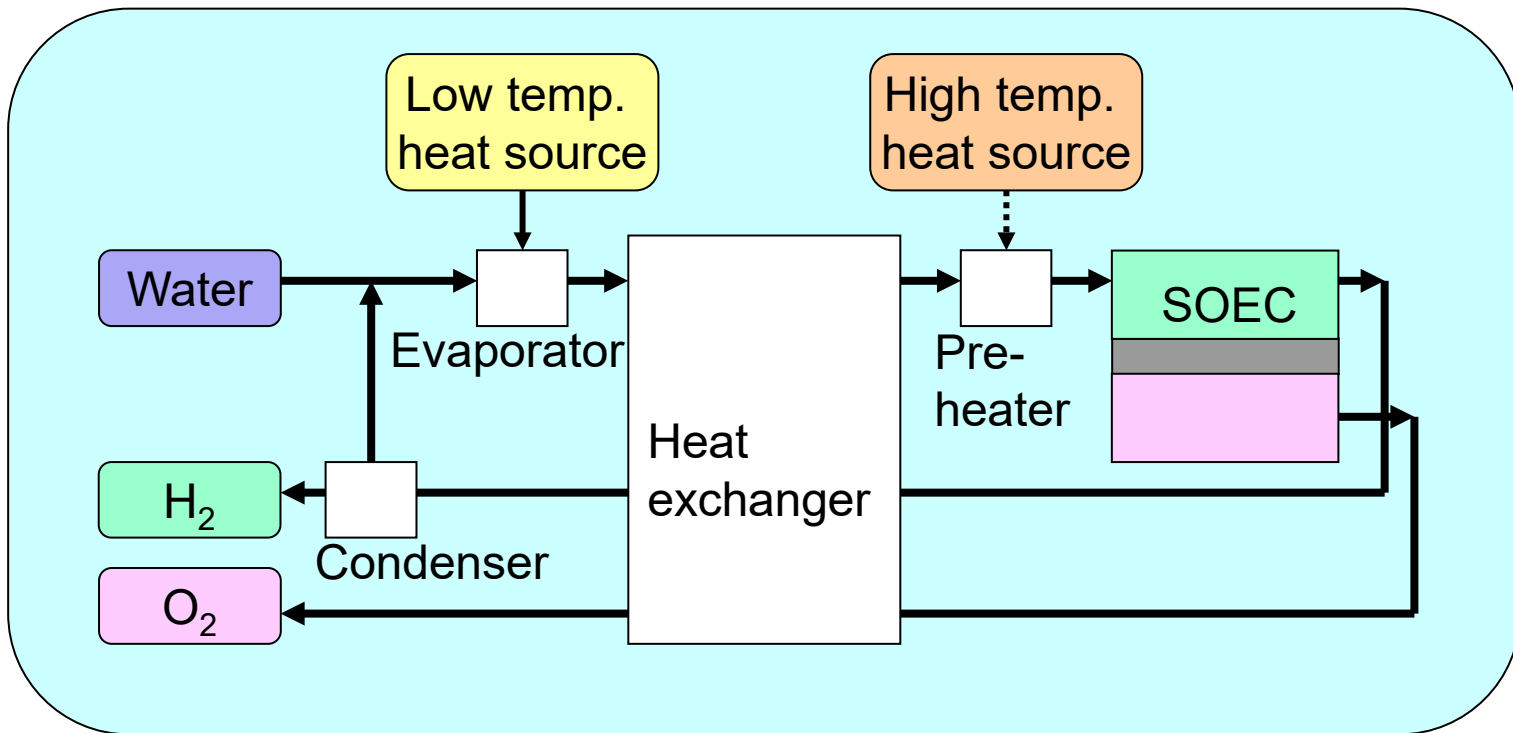 Low temp.
heat source
High temp.
heat source
Water
Evaporator
Pre-
heater
SOEC
Heat
exchanger
H₂
Condenser
O₂